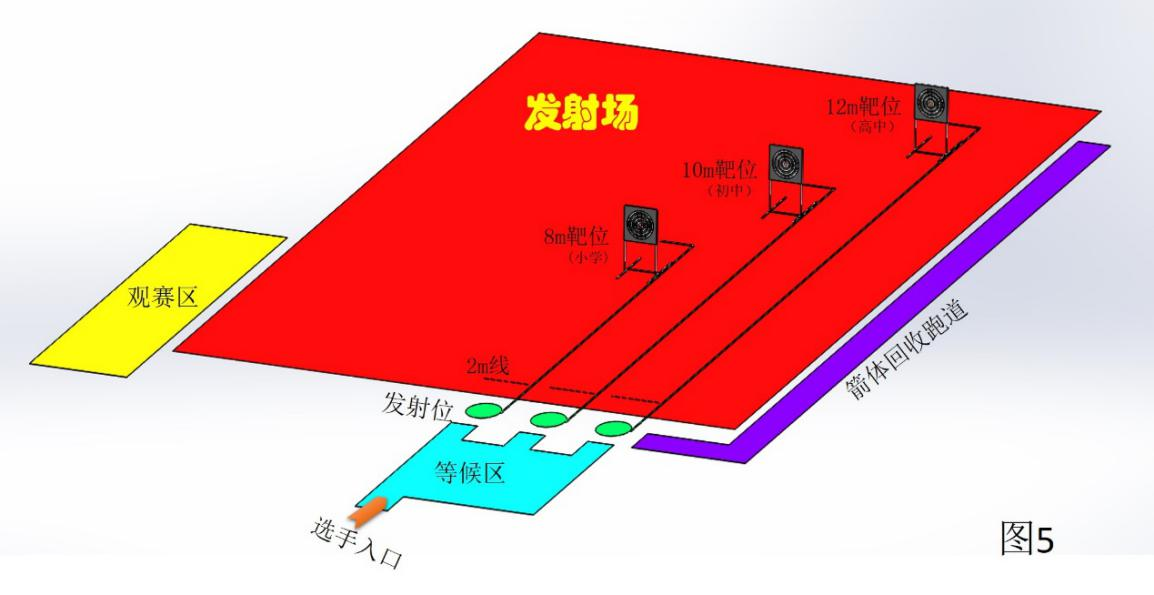 发射场
12m靶位
（高中）
10m靶位
（初中）
8m靶位
（小学）
观赛区
2m线
发射位
箭体回收跑道
等候区
选手入口
图5